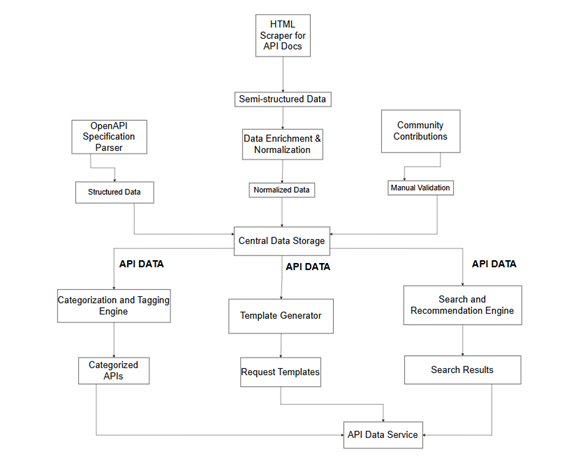 HTML
Scraper for
API Docs
Semi-structured Data
OpenAPI
Specification
Parser
Data Enrichment &
Normalization
Community
Contributions
Structured Data
Normalized Data
Manual Validation
Central Data Storage
API DATA
API DATA
API DATA
Categorization and Tagging
Engine
Template Generator
Search and
Recommendation Engine
Categorized
APIs
Request Templates
Search Results
API Data Service